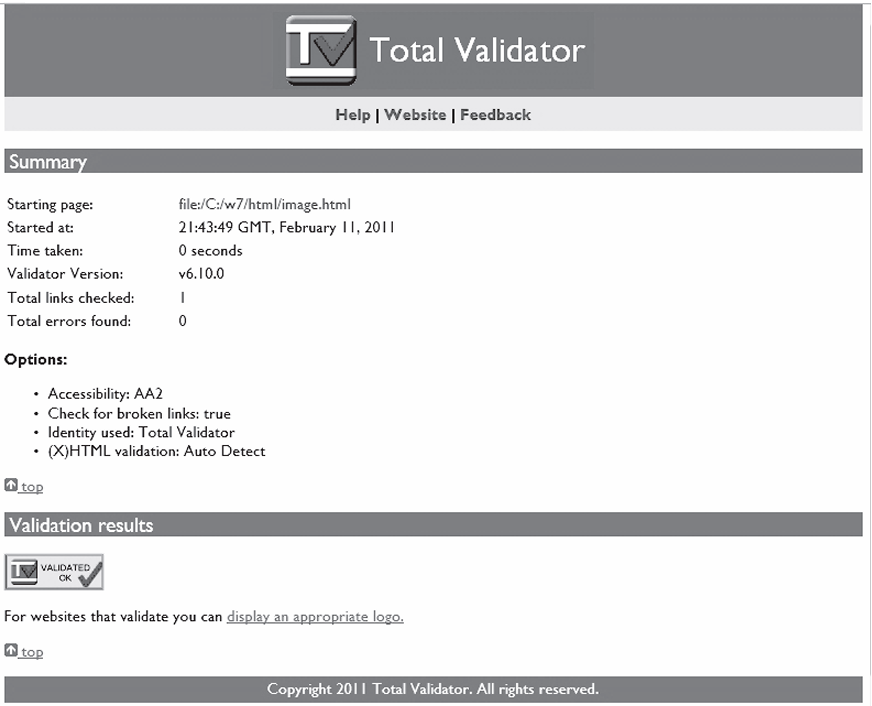 TV Total Validator
Help | Website | Feedback
Summary
Starting page: file:/C:/w7/html/image.html
Started at: 21:43:49 GMT, February 11, 2011
Time taken: 0 seconds
Validator Version: v6.10.0
Total links checked: 1
Total errors found: 0
Options:
• Accessibility: AA2
• Check for broken links: true
• Identity used: Total Validator
• (X)HTML validation: Auto Detect
top
Validation results
TV VALIDATED
OK
For websites that validate you can display an appropriate logo.
top
Copyright 2011 Total Validator. All rights reserved.